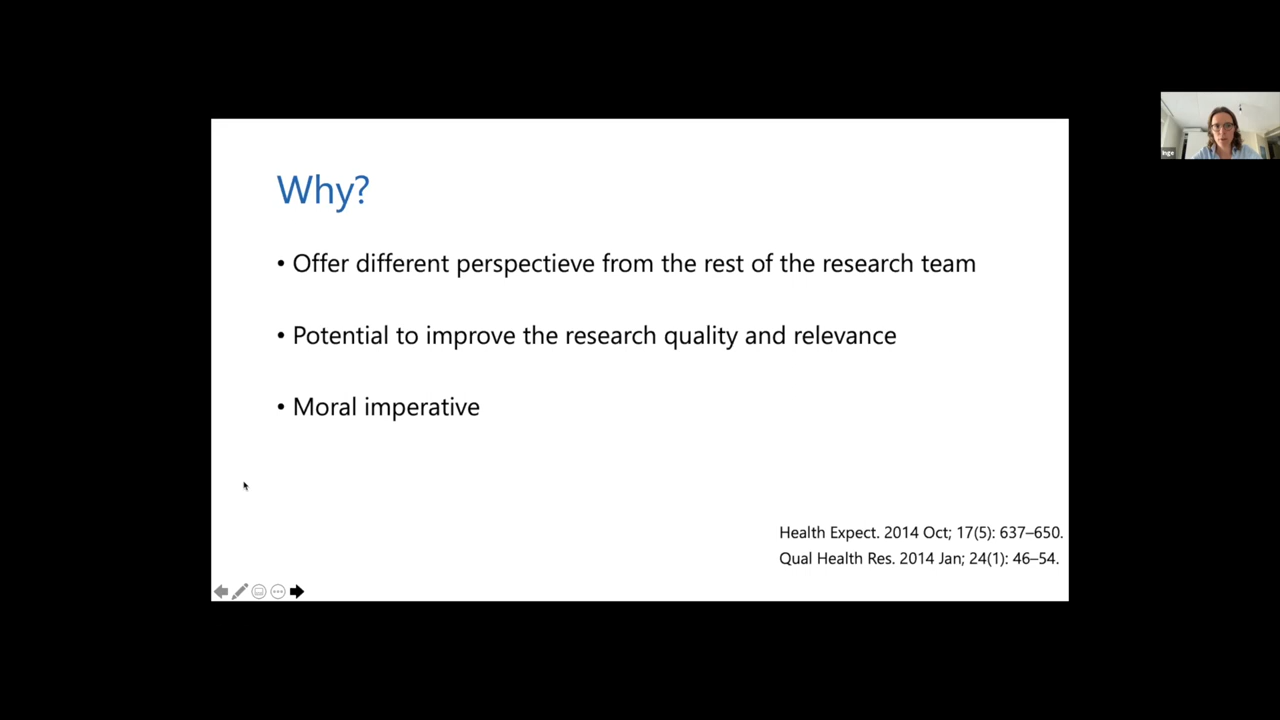 Why?
• Offer different perspectieve from the rest of the research team
• Potential to improve the research quality and relevance
• Moral imperative
Health Expect. 2014 Oct; 17(5): 637–650.
Qual Health Res. 2014 Jan; 24(1): 46–54.
Inge